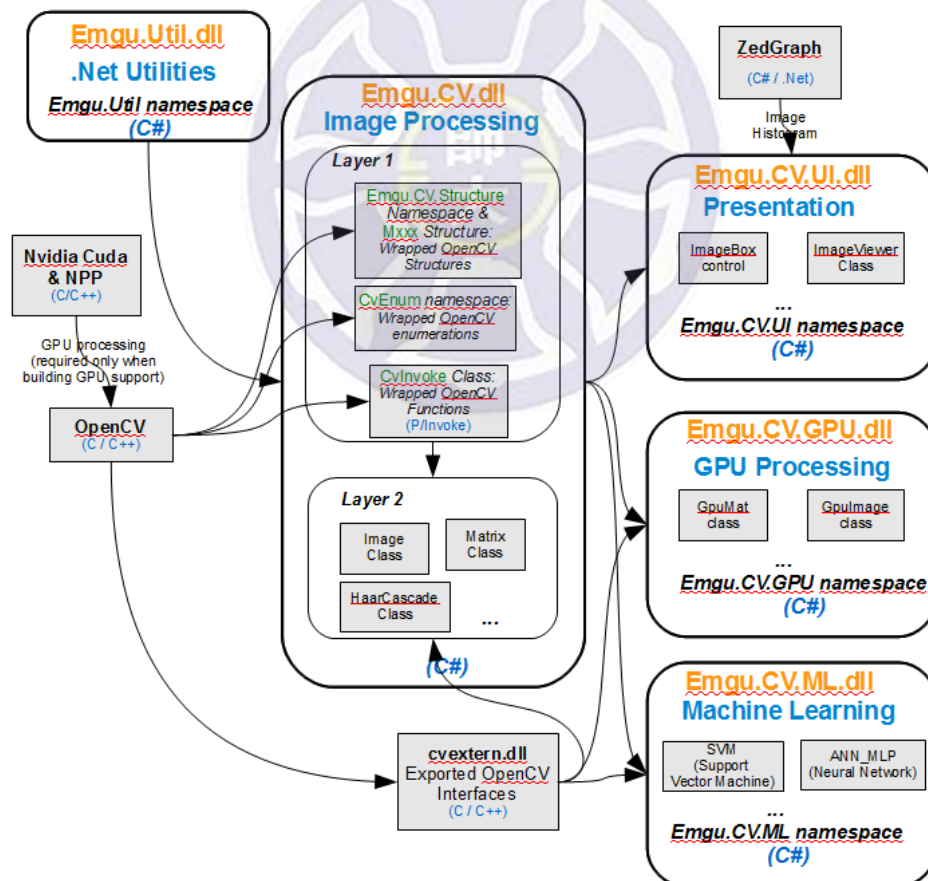 Emgu.Util.dll
.Net Utilities
Emgu.Util namespace
(C#)
ZedGraph
(C# / .Net)
Image
Histogram
Emgu.CV.dll
Image Processing
Layer 1
Emgu.CV.Structure
Namespace &
Mxxx Structure:
Wrapped OpenCV
Structures
CvEnum namespace:
Wrapped OpenCV
enumerations
CvInvoke Class:
Wrapped OpenCV
Functions
(P/Invoke)
Layer 2
Image
Class
Matrix
Class
HaarCascade
Class
...
(C#)
師
大
Nvidia Cuda
& NPP
(C/C++)
GPU processing
(required only when
building GPU support)
OpenCV
(C / C++)
cvextern.dll
Exported OpenCV
Interfaces
(C / C++)
Emgu.CV.UI.dll
Presentation
ImageBox
control
ImageViewer
Class
...
Emgu.CV.UI namespace
(C#)
Emgu.CV.GPU.dll
GPU Processing
GpuMat
class
GpuImage
class
...
Emgu.CV.GPU namespace
(C#)
Emgu.CV.ML.dll
Machine Learning
SVM
(Support
Vector Machine)
ANN_MLP
(Neural Network)
...
Emgu.CV.ML namespace
(C#)